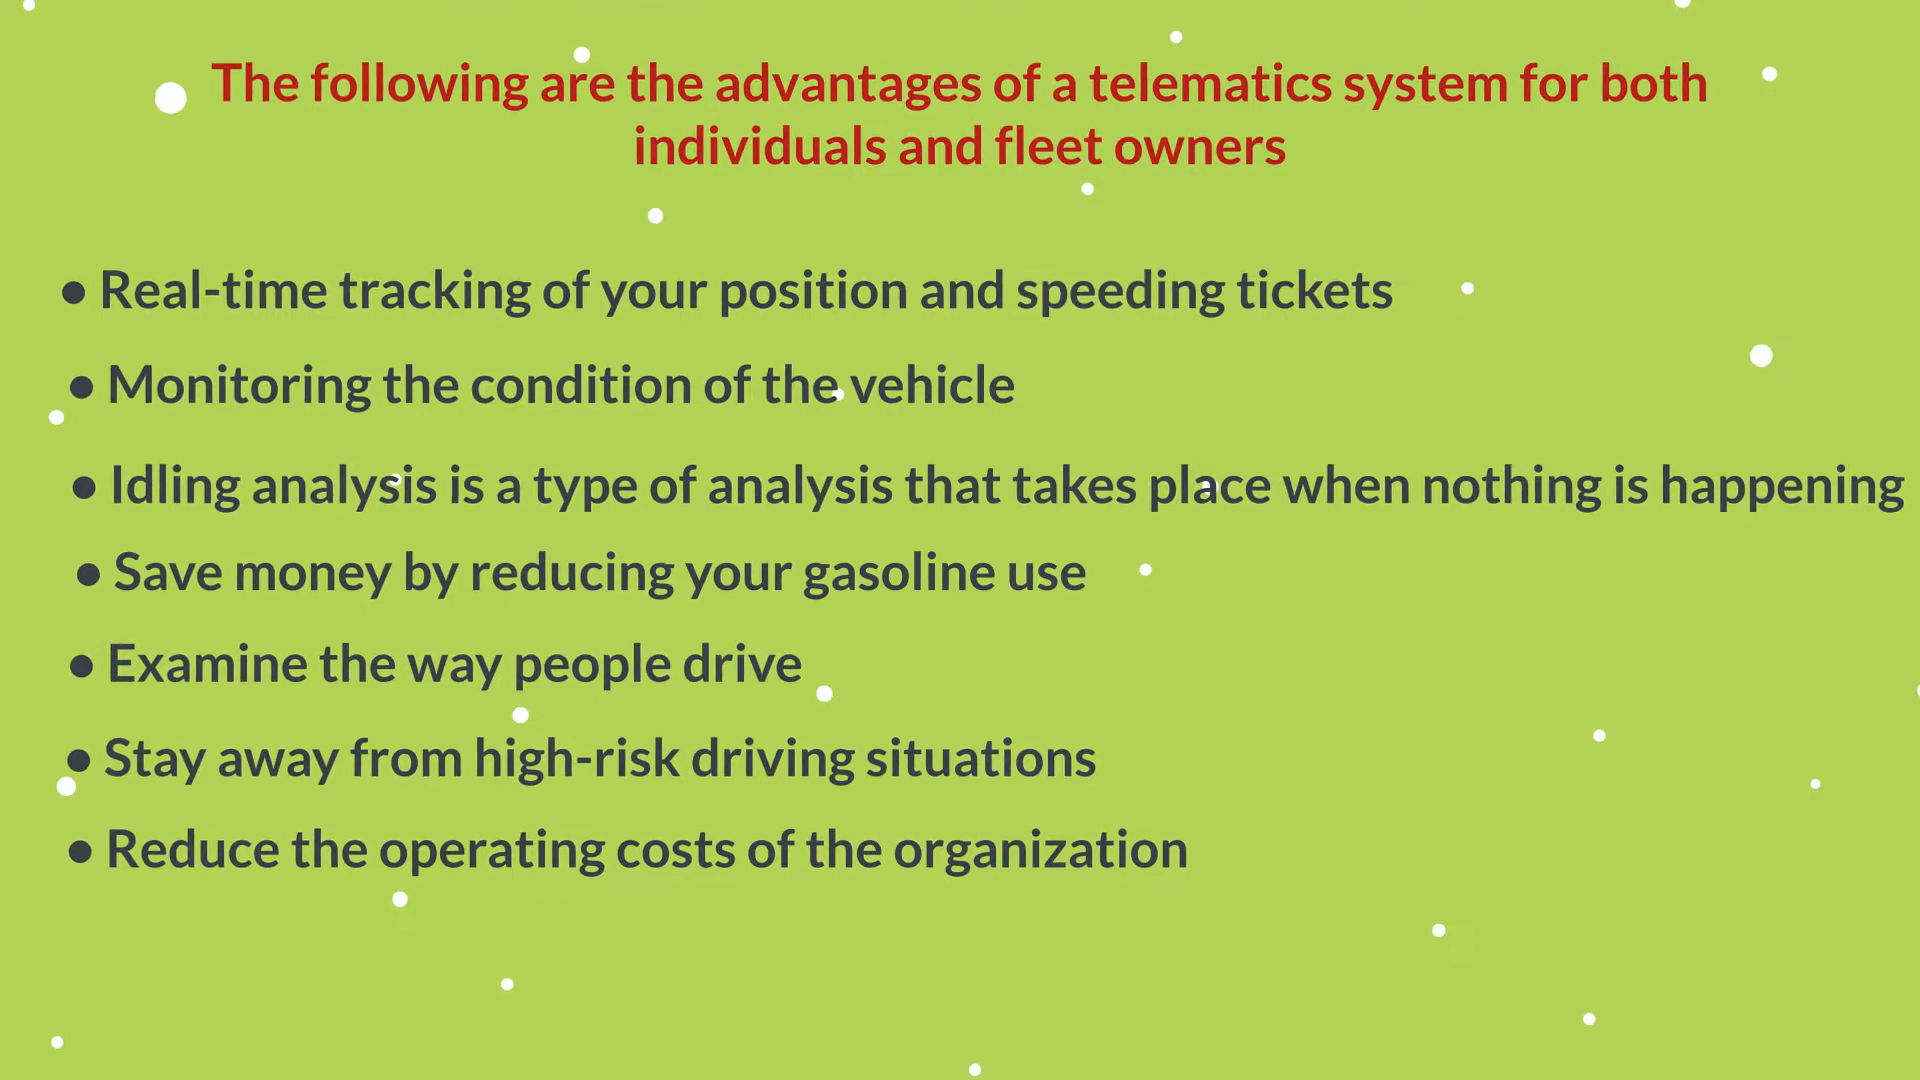 The following are the advantages of a telematics system for both
individuals and fleet owners
● Real-time tracking of your position and speeding tickets
● Monitoring the condition of the vehicle
● Idling analysis is a type of analysis that takes place when nothing is happening
● Save money by reducing your gasoline use
● Examine the way people drive
● Stay away from high-risk driving situations
● Reduce the operating costs of the organization